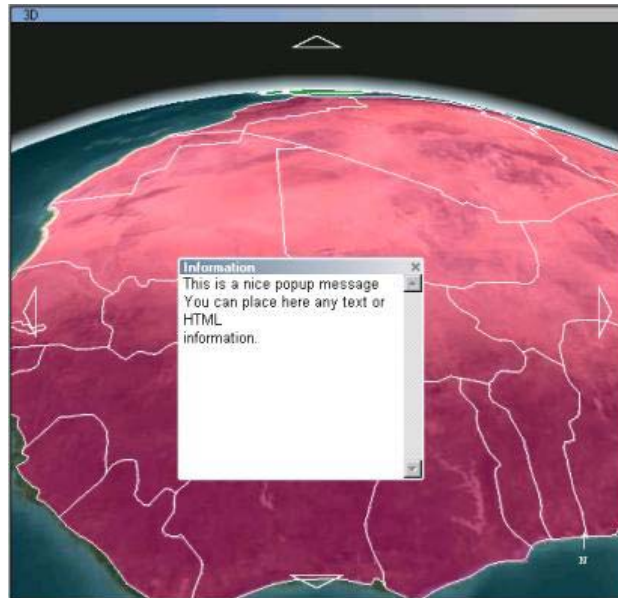 3D
Information
This is a nice popup message
You can place here any text or
HTML
information.
N